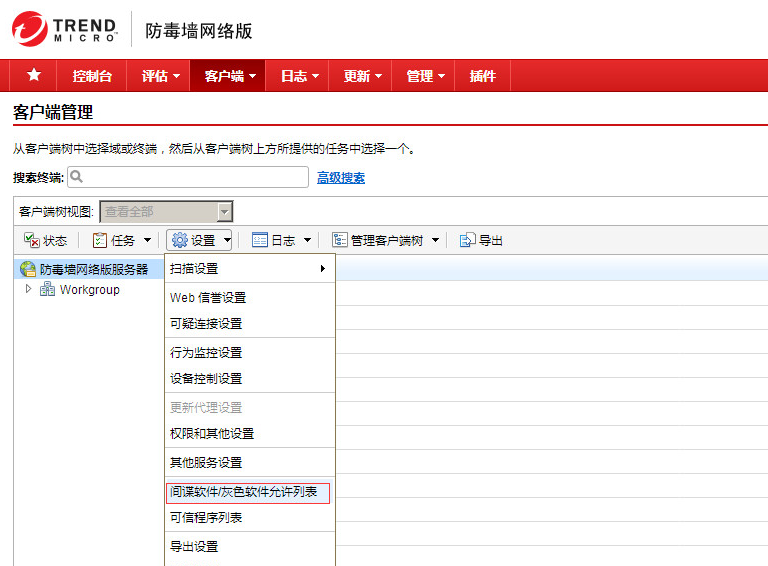 TREND MICRO 防毒墙网络版
控制台 评估 客户端 日志 更新 管理 插件
客户端管理
从客户端树中选择域或终端，然后从客户端树上方所提供的任务中选择一个。
搜索终端: 高级搜索
客户端树视图: 查看全部
状态 任务 设置 日志 管理客户端树 导出
防毒墙网络版服务器
Workgroup
扫描设置
Web 信誉设置
可疑连接设置
行为监控设置
设备控制设置
更新代理设置
权限和其他设置
其他服务设置
间谍软件/灰色软件允许列表
可信程序列表
导出设置